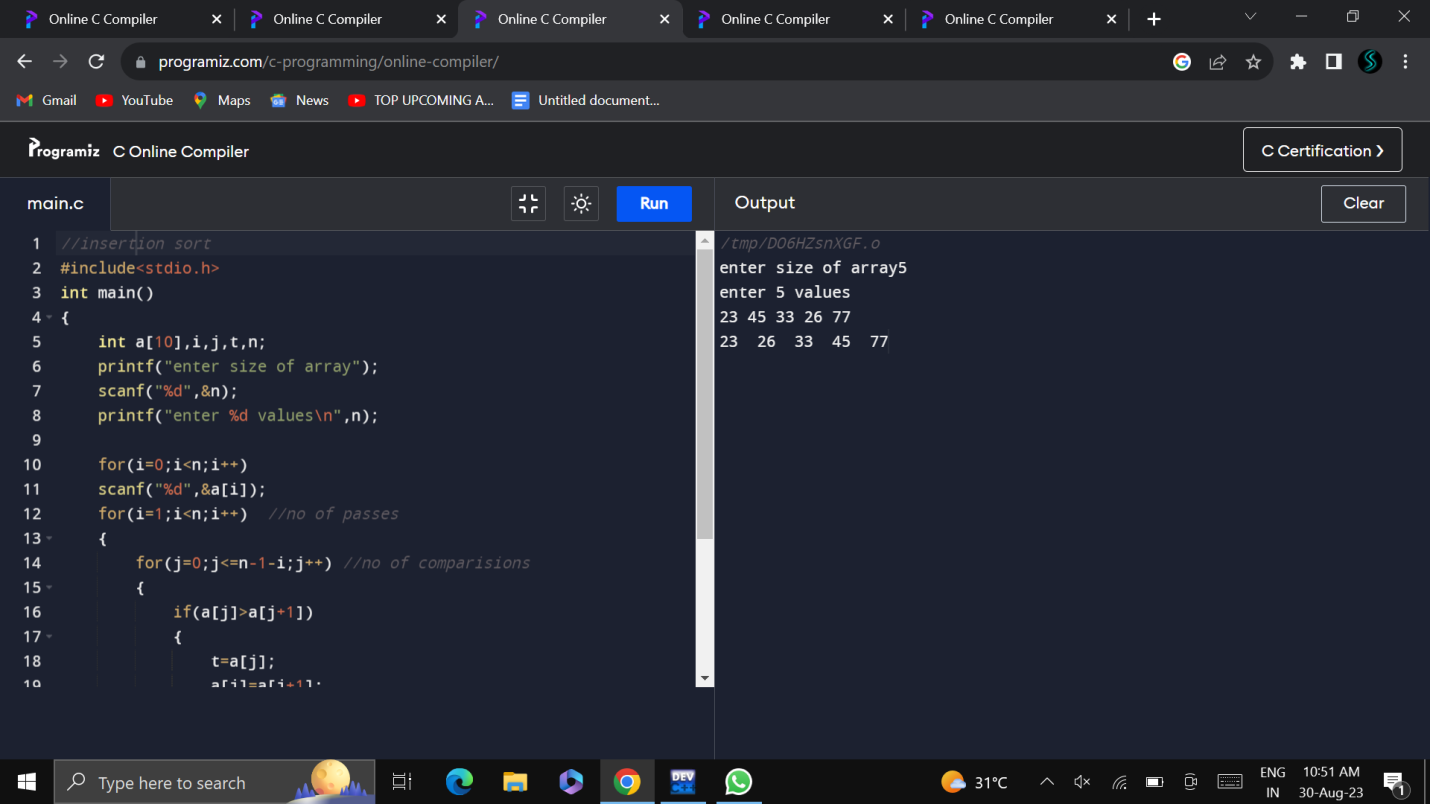 Online C Compiler Online C Compiler Online C Compiler Online C Compiler Online C Compiler
programiz.com/c-programming/online-compiler/
Gmail YouTube Maps News TOP UPCOMING A... Untitled document...
Programiz C Online Compiler C Certification ❯
main.c Run Output Clear
1 //insertion sort
2 #include<stdio.h>
3 int main()
4 {
5 int a[10],i,j,t,n;
6 printf("enter size of array");
7 scanf("%d",&n);
8 printf("enter %d values\n",n);
9
10 for(i=0;i<n;i++)
11 scanf("%d",&a[i]);
12 for(i=1;i<n;i++) //no of passes
13 {
14 for(j=0;j<=n-1-i;j++) //no of comparisions
15 {
16 if(a[j]>a[j+1])
17 {
18 t=a[j];
19 a[j]=a[j+1];
/tmp/DO6HZsnXGF.o
enter size of array5
enter 5 values
23 45 33 26 77
23 26 33 45 77
Type here to search DEV C++ 31°C ENG IN 10:51 AM 30-Aug-23 1